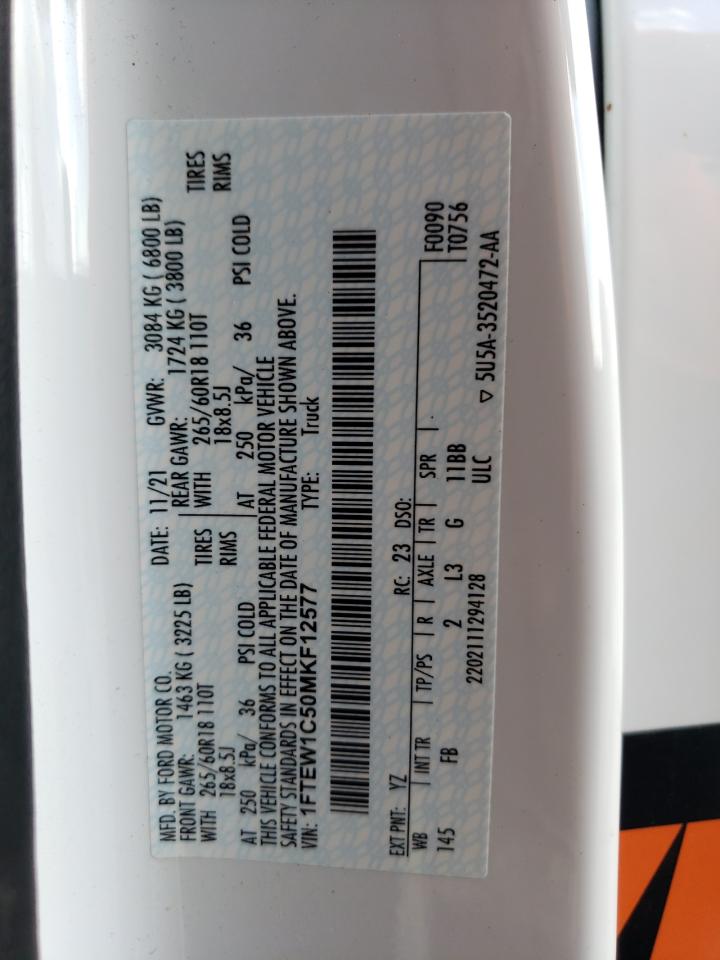 MFD. BY FORD MOTOR CO. DATE: 11/21 GVWR: 3084 KG ( 6800 LB)
FRONT GAWR: 1463 KG ( 3225 LB) REAR GAWR: 1724 KG ( 3800 LB)
WITH 265/60R18 110T TIRES WITH 265/60R18 110T TIRES
18x8.5J RIMS 18x8.5J RIMS
AT 250 kPa/ 36 PSI COLD AT 250 kPa/ 36 PSI COLD
THIS VEHICLE CONFORMS TO ALL APPLICABLE FEDERAL MOTOR VEHICLE
SAFETY STANDARDS IN EFFECT ON THE DATE OF MANUFACTURE SHOWN ABOVE.
VIN: 1FTEW1C50MKF12577 TYPE: Truck
EXT PNT: YZ RC: 23 DSO: F0090
WB INT TR TP/PS R AXLE TR SPR T0756
145 FB 2 L3 G 11BB
2202111294128 ULC ▽ 5U5A-3520472-AA